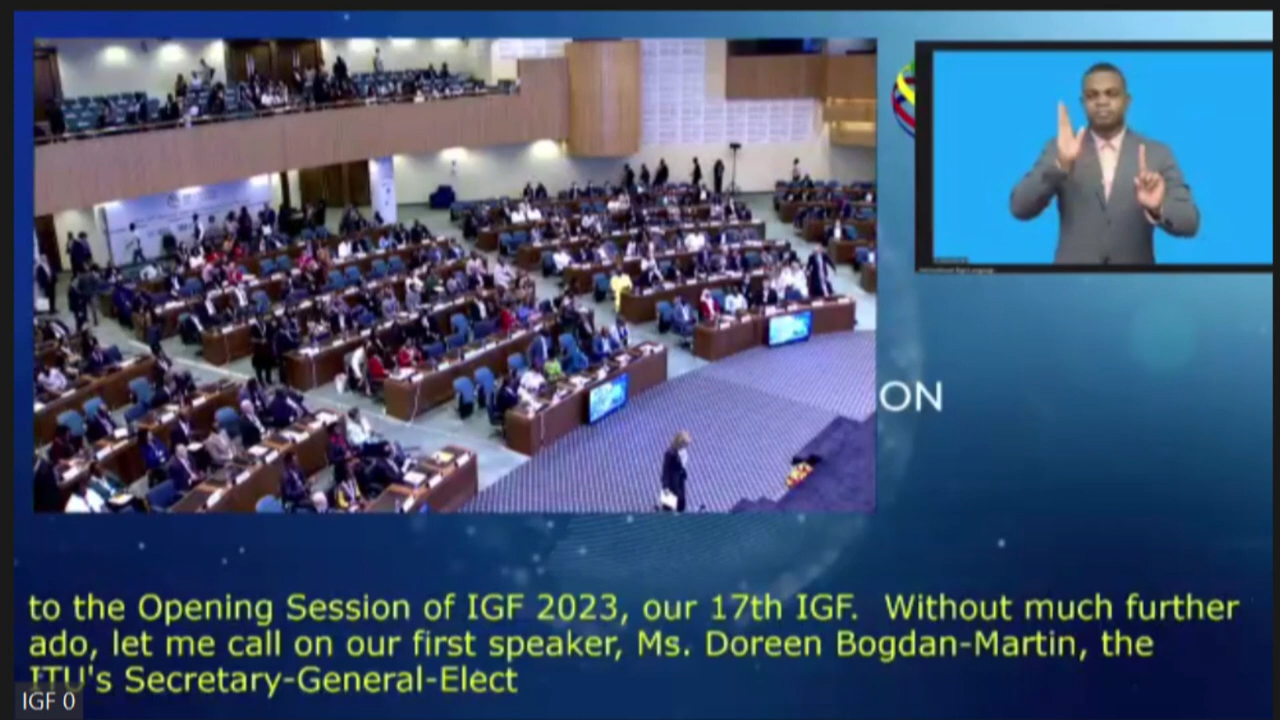 ON
to the Opening Session of IGF 2023, our 17th IGF.  Without much further
ado, let me call on our first speaker, Ms. Doreen Bogdan-Martin, the
ITU's Secretary-General-Elect
IGF 0